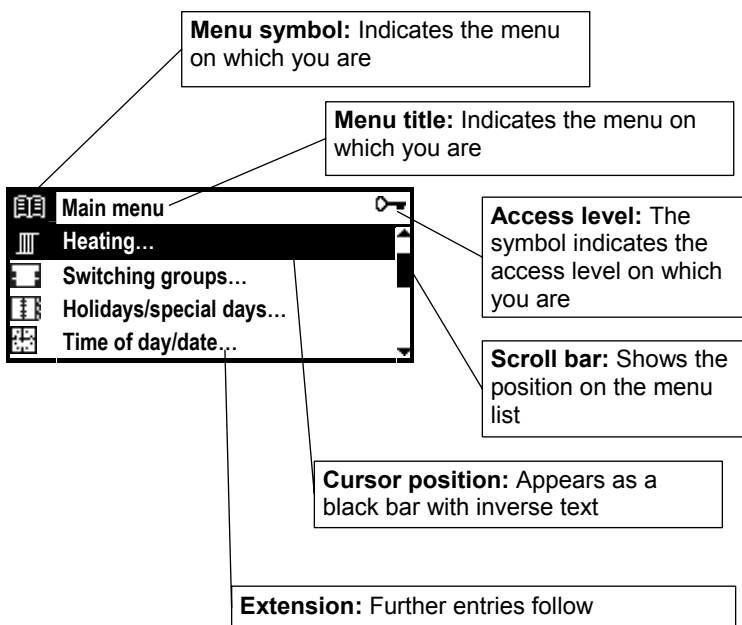 Menu symbol: Indicates the menu
on which you are
Menu title: Indicates the menu on
which you are
Main menu
Heating…
Switching groups…
Holidays/special days…
Time of day/date…
Access level: The
symbol indicates the
access level on which
you are
Scroll bar: Shows the
position on the menu
list
Cursor position: Appears as a
black bar with inverse text
Extension: Further entries follow